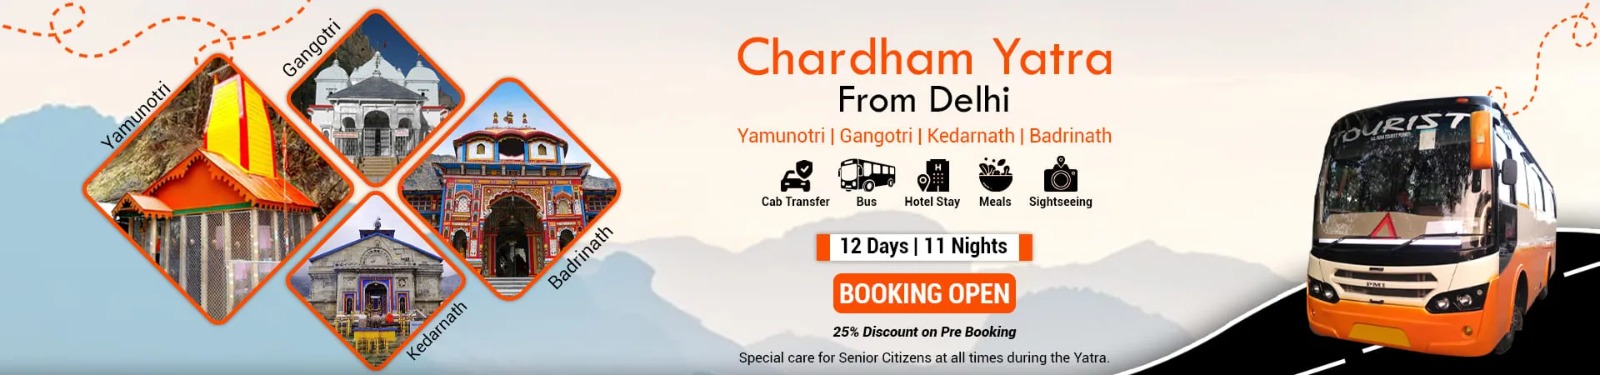 Yamunotri
Gangotri
Badrinath
Kedarnath
Chardham Yatra
From Delhi
Yamunotri | Gangotri | Kedarnath | Badrinath
Cab Transfer Bus Hotel Stay Meals Sightseeing
12 Days | 11 Nights
BOOKING OPEN
25% Discount on Pre Booking
Special care for Senior Citizens at all times during the Yatra.
TOURIST
PMI